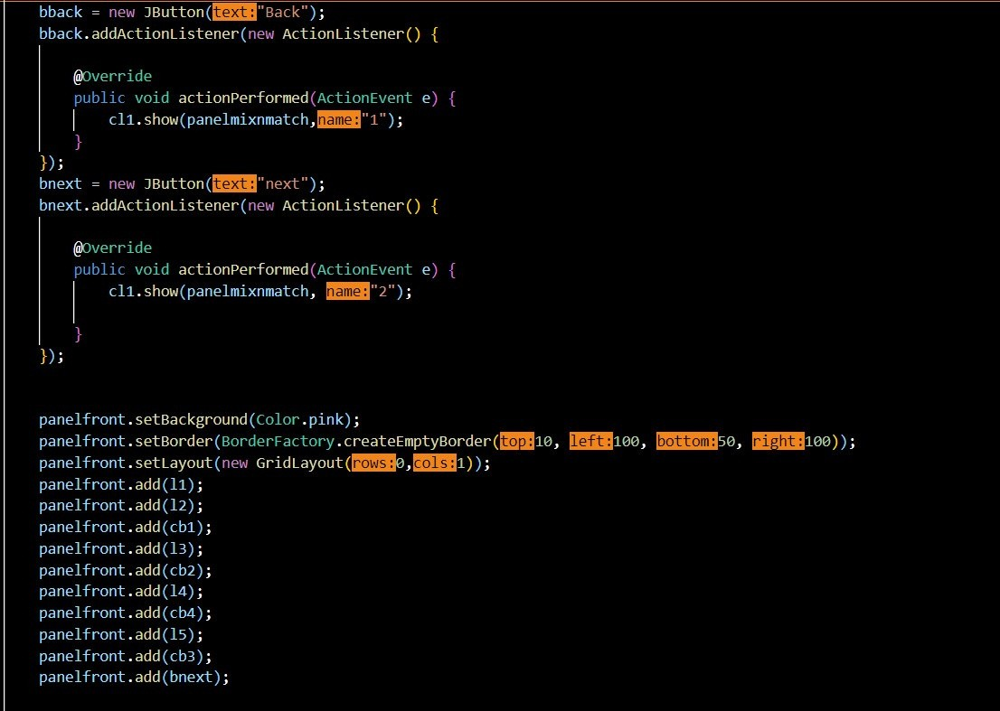 bback = new JButton(text:"Back");
bback.addActionListener(new ActionListener() {
@Override
public void actionPerformed(ActionEvent e) {
cl1.show(panelmixnmatch,name:"1");
}
});
bnext = new JButton(text:"next");
bnext.addActionListener(new ActionListener() {
@Override
public void actionPerformed(ActionEvent e) {
cl1.show(panelmixnmatch, name:"2");
}
});
panelfront.setBackground(Color.pink);
panelfront.setBorder(BorderFactory.createEmptyBorder(top:10, left:100, bottom:50, right:100));
panelfront.setLayout(new GridLayout(rows:0,cols:1));
panelfront.add(l1);
panelfront.add(l2);
panelfront.add(cb1);
panelfront.add(l3);
panelfront.add(cb2);
panelfront.add(l4);
panelfront.add(cb4);
panelfront.add(l5);
panelfront.add(cb3);
panelfront.add(bnext);